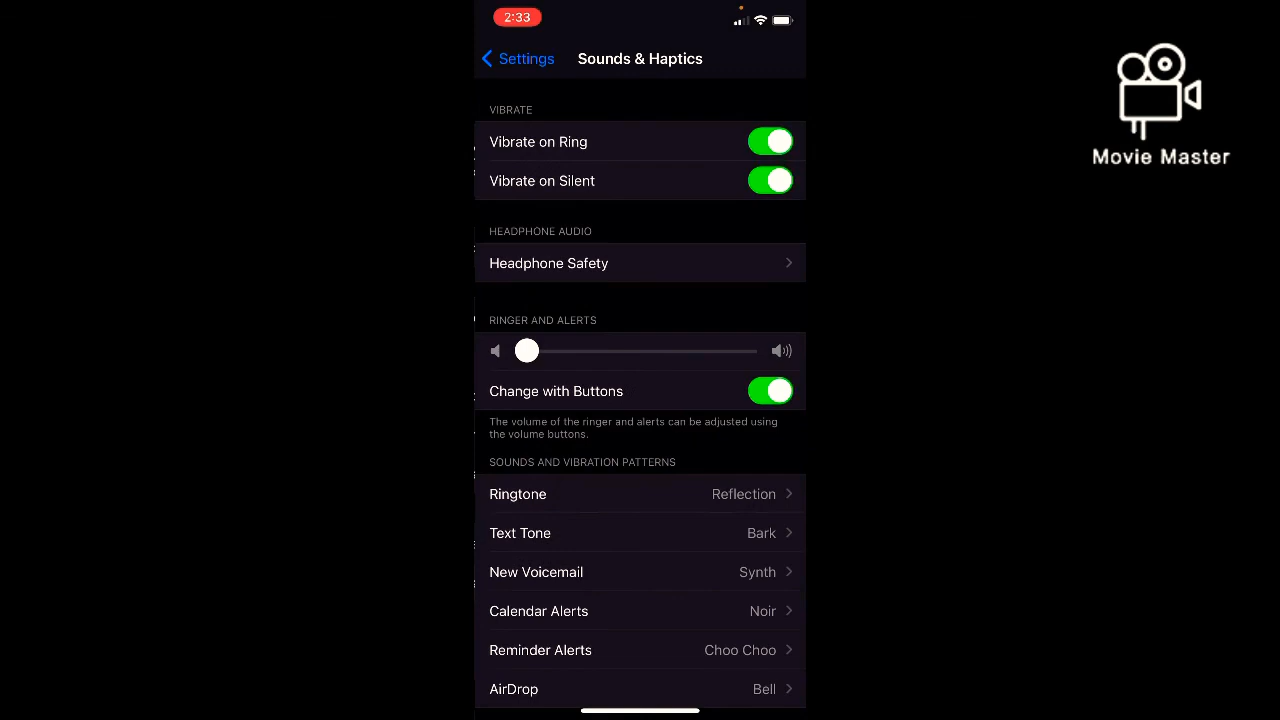 2:33
Settings
Sounds & Haptics
VIBRATE
Vibrate on Ring
Vibrate on Silent
HEADPHONE AUDIO
Headphone Safety
RINGER AND ALERTS
Change with Buttons
The volume of the ringer and alerts can be adjusted using
the volume buttons.
SOUNDS AND VIBRATION PATTERNS
Ringtone Reflection
Text Tone Bark
New Voicemail Synth
Calendar Alerts Noir
Reminder Alerts Choo Choo
AirDrop Bell
Movie Master